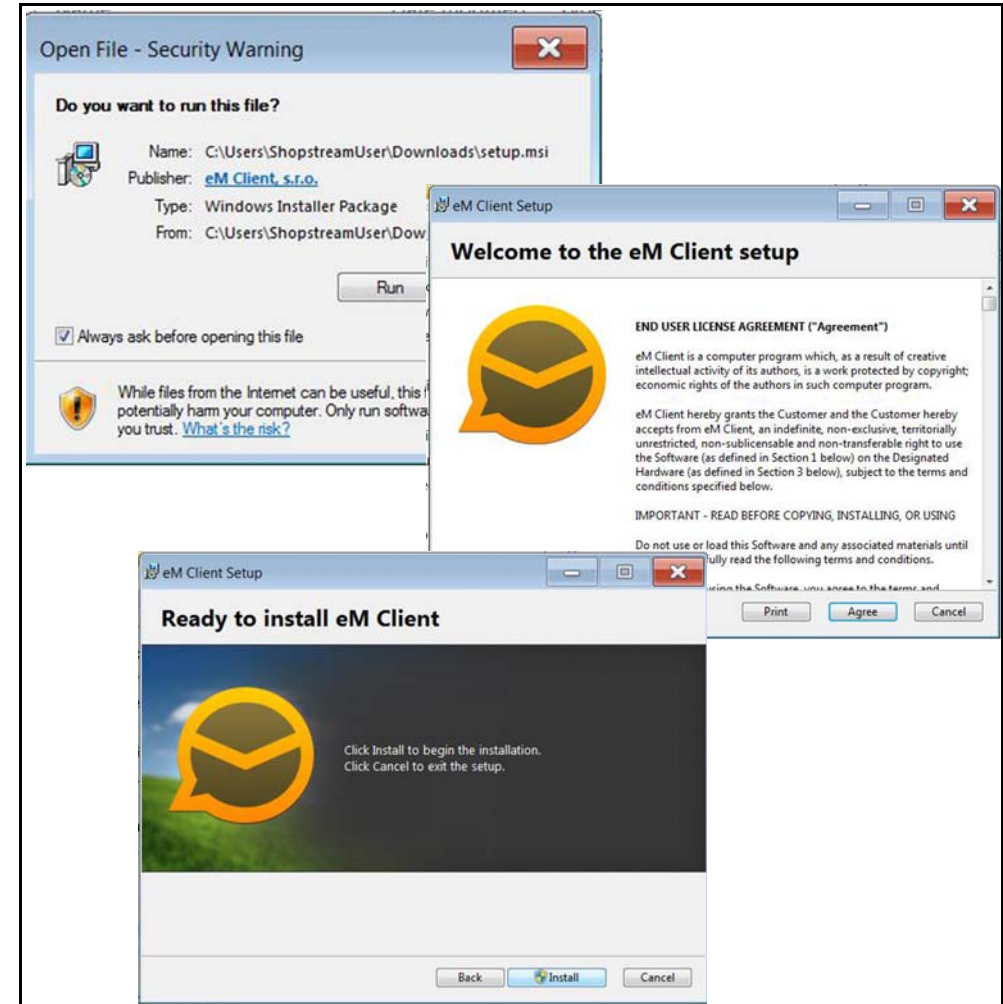 Open File - Security Warning
Do you want to run this file?
Name: C:\Users\ShopstreamUser\Downloads\setup.msi
Publisher: eM Client, s.r.o.
Type: Windows Installer Package
From: C:\Users\ShopstreamUser\Dow
Run
Always ask before opening this file
While files from the Internet can be useful, this
potentially harm your computer. Only run softwa
you trust. What's the risk?
eM Client Setup
Welcome to the eM Client setup
END USER LICENSE AGREEMENT ("Agreement")
eM Client is a computer program which, as a result of creative
intellectual activity of its authors, is a work protected by copyright;
economic rights of the authors in such computer program.
eM Client hereby grants the Customer and the Customer hereby
accepts from eM Client, an indefinite, non-exclusive, territorially
unrestricted, non-sublicensable and non-transferable right to use
the Software (as defined in Section 1 below) on the Designated
Hardware (as defined in Section 3 below), subject to the terms and
conditions specified below.
IMPORTANT - READ BEFORE COPYING, INSTALLING, OR USING
Do not use or load this Software and any associated materials until
ully read the following terms and conditions.
using the Software, you agree to the terms and
Print Agree Cancel
eM Client Setup
Ready to install eM Client
Click Install to begin the installation.
Click Cancel to exit the setup.
Back Install Cancel